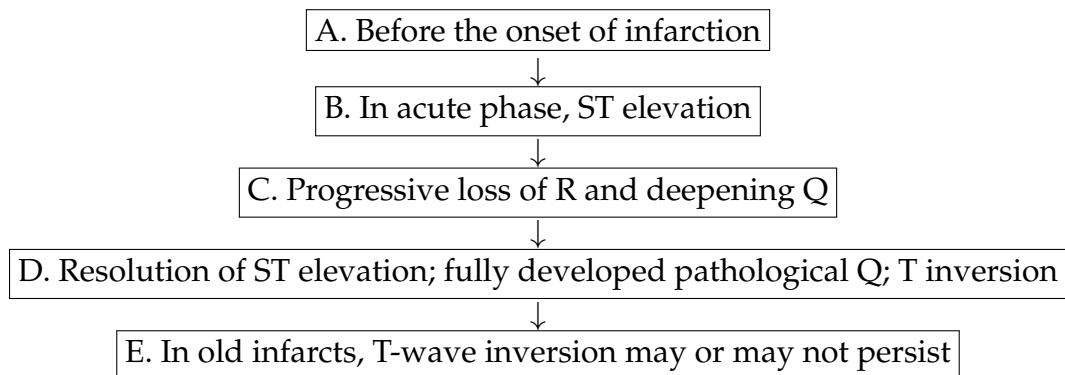 A. Before the onset of infarction
B. In acute phase, ST elevation
C. Progressive loss of R and deepening Q
D. Resolution of ST elevation; fully developed pathological Q; T inversion
E. In old infarcts, T-wave inversion may or may not persist